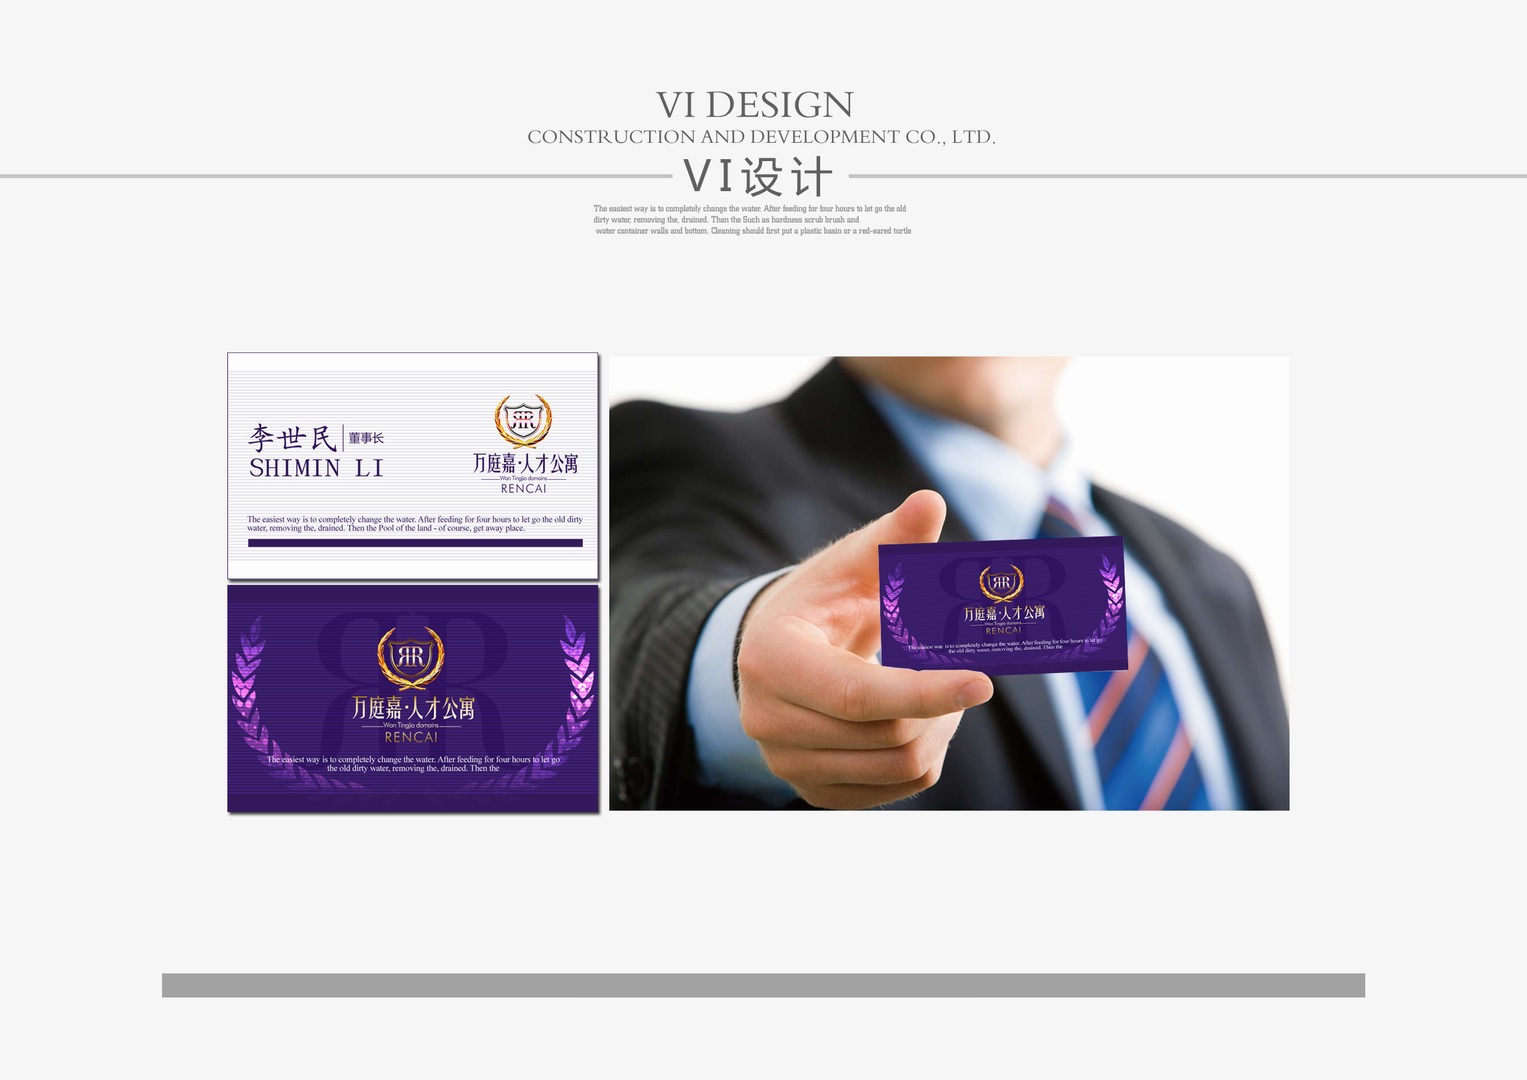 VI DESIGN
CONSTRUCTION AND DEVELOPMENT CO., LTD.
VI设计
The easiest way is to completely change the water. After feeding for four hours to let go the old
dirty water, removing the, drained. Then the Such as hardness scrub brush and
water container walls and bottom. Cleaning should first put a plastic basin or a red-eared turtle
李世民 董事长
SHIMIN LI
RR
万庭嘉·人才公寓
Wan Tingjia domains
RENCAI
The easiest way is to completely change the water. After feeding for four hours to let go the old dirty
water, removing the, drained. Then the Pool of the land - of course, get away place.
RR
万庭嘉·人才公寓
Wan Tingjia domains
RENCAI
The easiest way is to completely change the water. After feeding for four hours to let go
the old dirty water, removing the, drained. Then the
RR
万庭嘉·人才公寓
Wan Tingjia domains
RENCAI
The easiest way is to completely change the water. After feeding for four hours to let go
the old dirty water, removing the, drained. Then the